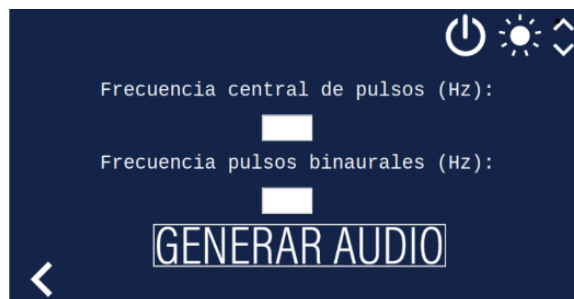 Frecuencia central de pulsos (Hz):
Frecuencia pulsos binaurales (Hz):
GENERAR AUDIO